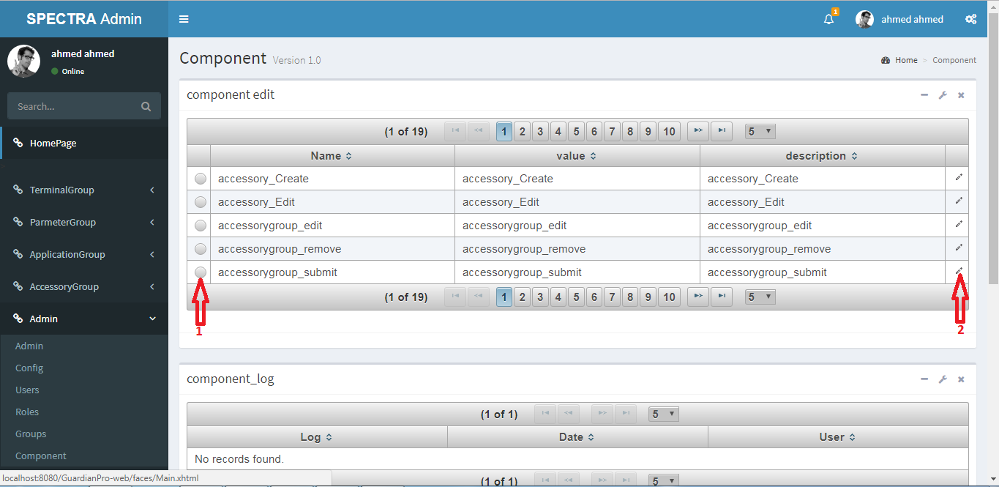 SPECTRA Admin
1
ahmed ahmed
ahmed ahmed
Online
Search...
HomePage
TerminalGroup
ParmeterGroup
ApplicationGroup
AccessoryGroup
Admin
Admin
Config
Users
Roles
Groups
Component
Component Version 1.0
Home > Component
component edit
(1 of 19) 1 2 3 4 5 6 7 8 9 10 5
Name value description
accessory_Create accessory_Create accessory_Create
accessory_Edit accessory_Edit accessory_Edit
accessorygroup_edit accessorygroup_edit accessorygroup_edit
accessorygroup_remove accessorygroup_remove accessorygroup_remove
accessorygroup_submit accessorygroup_submit accessorygroup_submit
(1 of 19) 1 2 3 4 5 6 7 8 9 10 5
1 2
component_log
(1 of 1) 5
Log Date User
No records found.
(1 of 1) 5
localhost:8080/GuardianPro-web/faces/Main.xhtml